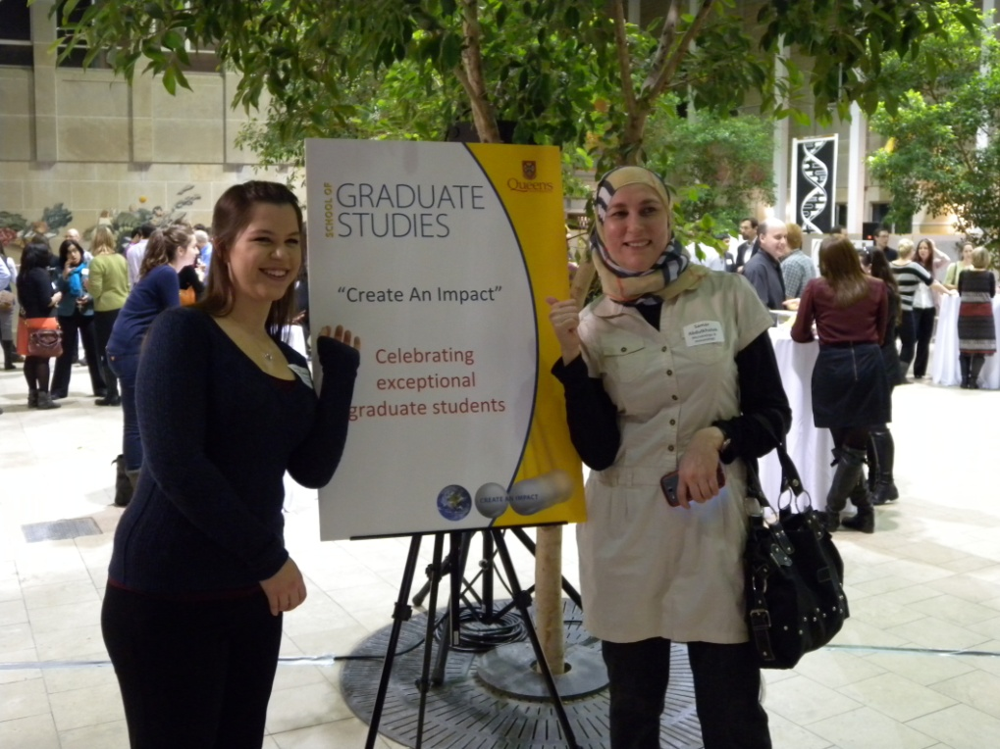 SCHOOL OF
GRADUATE
STUDIES
Queen's
"Create An Impact"
Celebrating
exceptional
graduate students
CREATE AN IMPACT